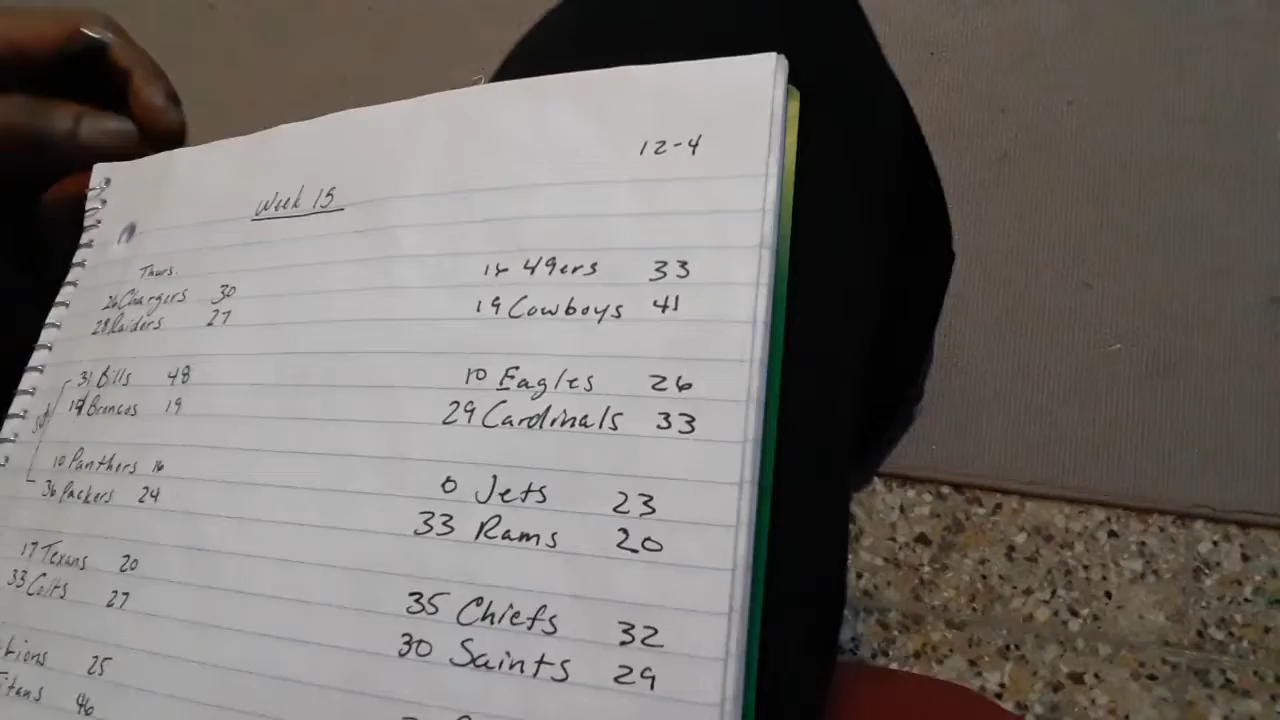 12-4
Week 15
Thurs.
26 Chargers 30
28 Raiders 27
31 Bills 48
Broncos 19
10 Panthers 16
36 Packers 24
17 Texans 20
33 Colts 27
Lions 25
Titans 46
49ers 33
19 Cowboys 41
10 Eagles 26
29 Cardinals 33
0 Jets 23
33 Rams 20
35 Chiefs 32
30 Saints 29